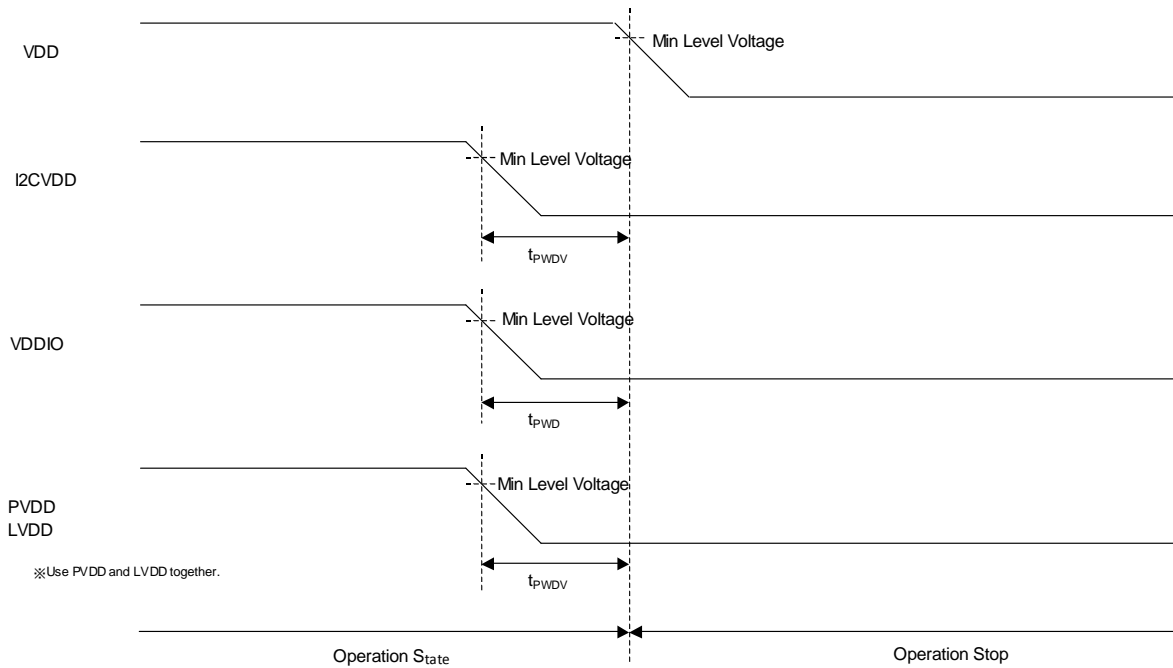 VDD
Min Level Voltage
I2CVDD
Min Level Voltage
tPWDV
VDDIO
Min Level Voltage
tPWD
PVDD
LVDD
Min Level Voltage
※Use PVDD and LVDD together.
tPWDV
Operation State
Operation Stop